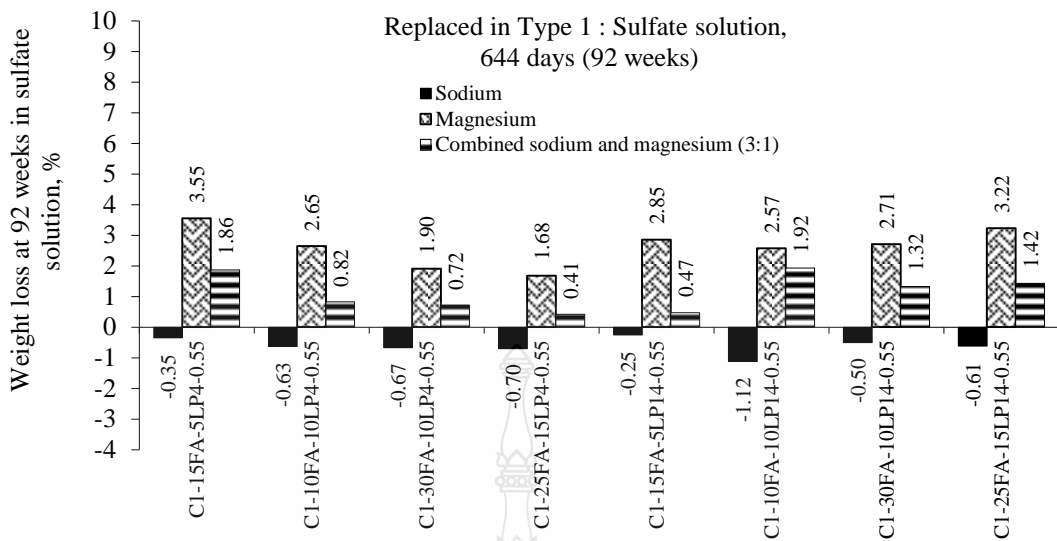 Replaced in Type 1 : Sulfate solution,
644 days (92 weeks)
Sodium
Magnesium
Combined sodium and magnesium (3:1)
Weight loss at 92 weeks in sulfate
solution, %
10
9
8
7
6
5
4
3
2
1
0
-1
-2
-3
-4
-0.35
3.55
1.86
-0.63
2.65
0.82
-0.67
1.90
0.72
-0.70
1.68
0.41
-0.25
2.85
0.47
-1.12
2.57
1.92
-0.50
2.71
1.32
-0.61
3.22
1.42
C1-15FA-5LP4-0.55
C1-10FA-10LP4-0.55
C1-30FA-10LP4-0.55
C1-25FA-15LP4-0.55
C1-15FA-5LP14-0.55
C1-10FA-10LP14-0.55
C1-30FA-10LP14-0.55
C1-25FA-15LP14-0.55